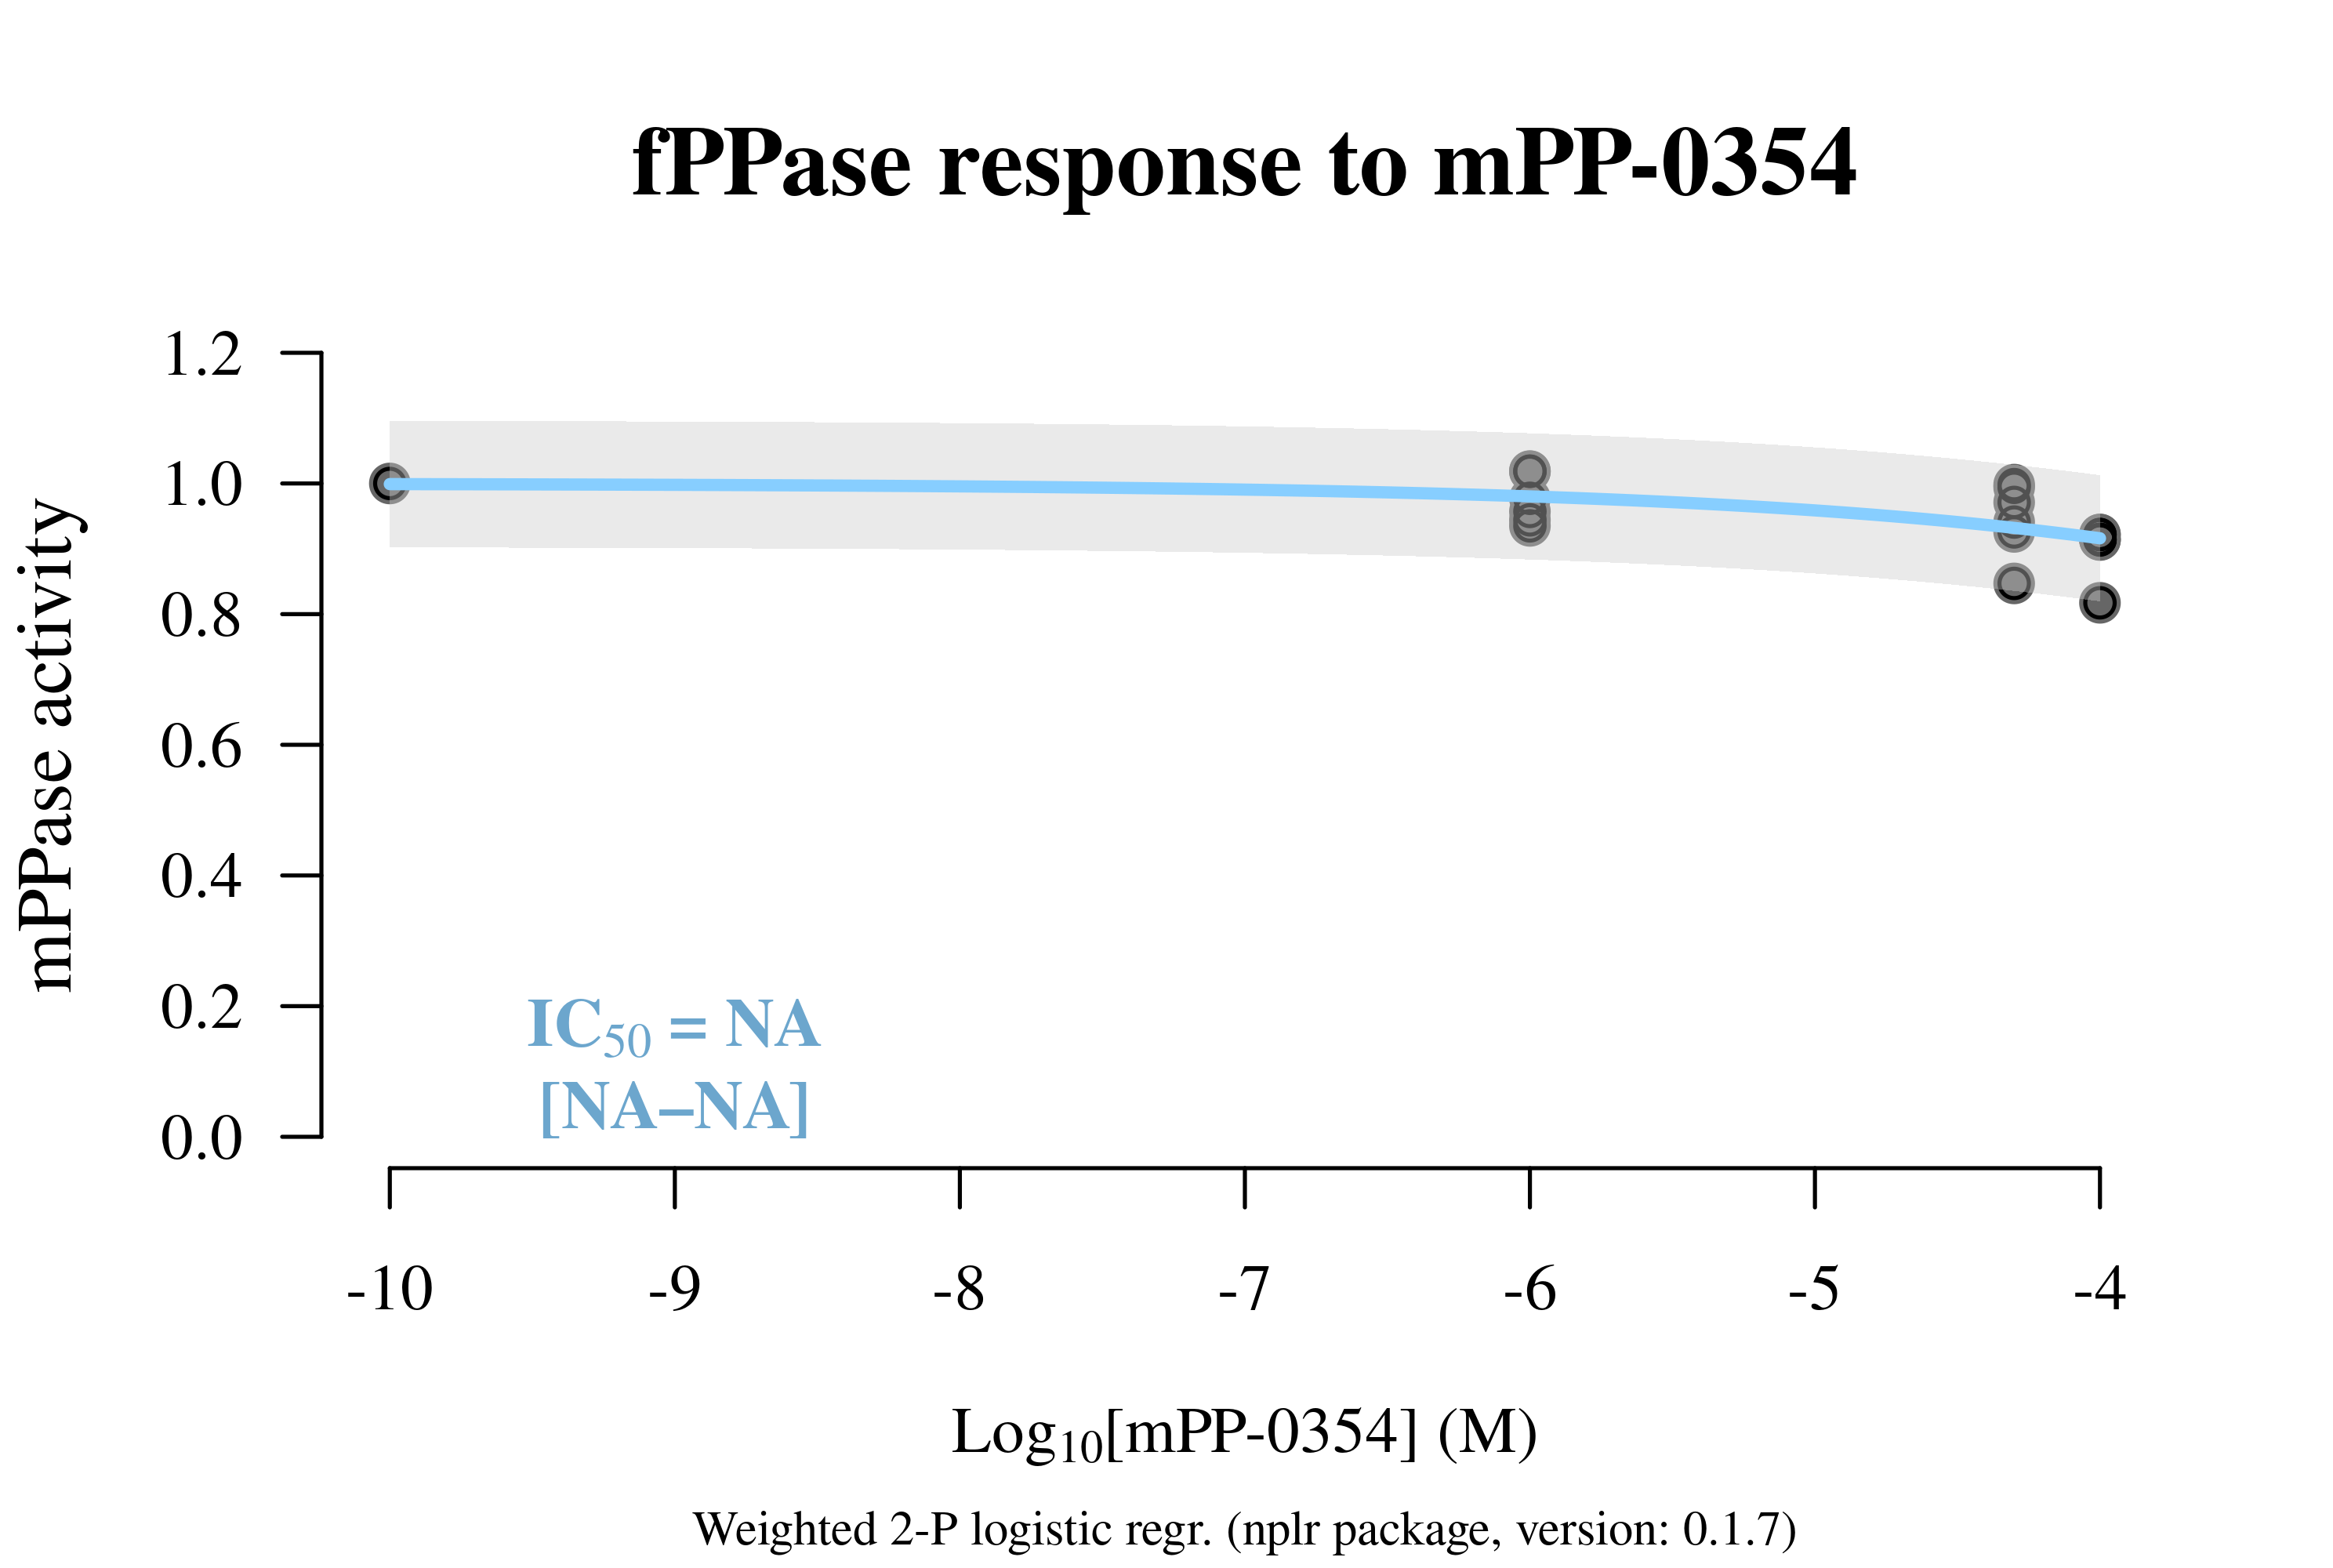 fPPase response to mPP-0354
mPPase activity
1.2
1.0
0.8
0.6
0.4
0.2
0.0
IC50 = NA
[NA–NA]
-10 -9 -8 -7 -6 -5 -4
Log10[mPP-0354] (M)
Weighted 2-P logistic regr. (nplr package, version: 0.1.7)